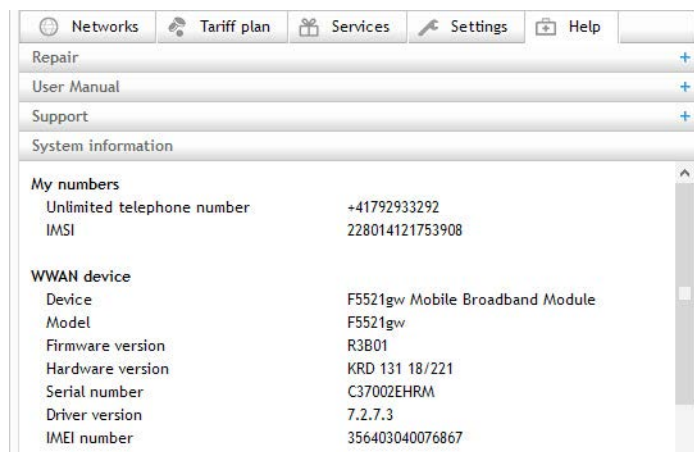 Networks Tariff plan Services Settings Help
Repair +
User Manual +
Support +
System information
My numbers
Unlimited telephone number +41792933292
IMSI 228014121753908
WWAN device
Device F5521gw Mobile Broadband Module
Model F5521gw
Firmware version R3B01
Hardware version KRD 131 18/221
Serial number C37002EHRM
Driver version 7.2.7.3
IMEI number 356403040076867